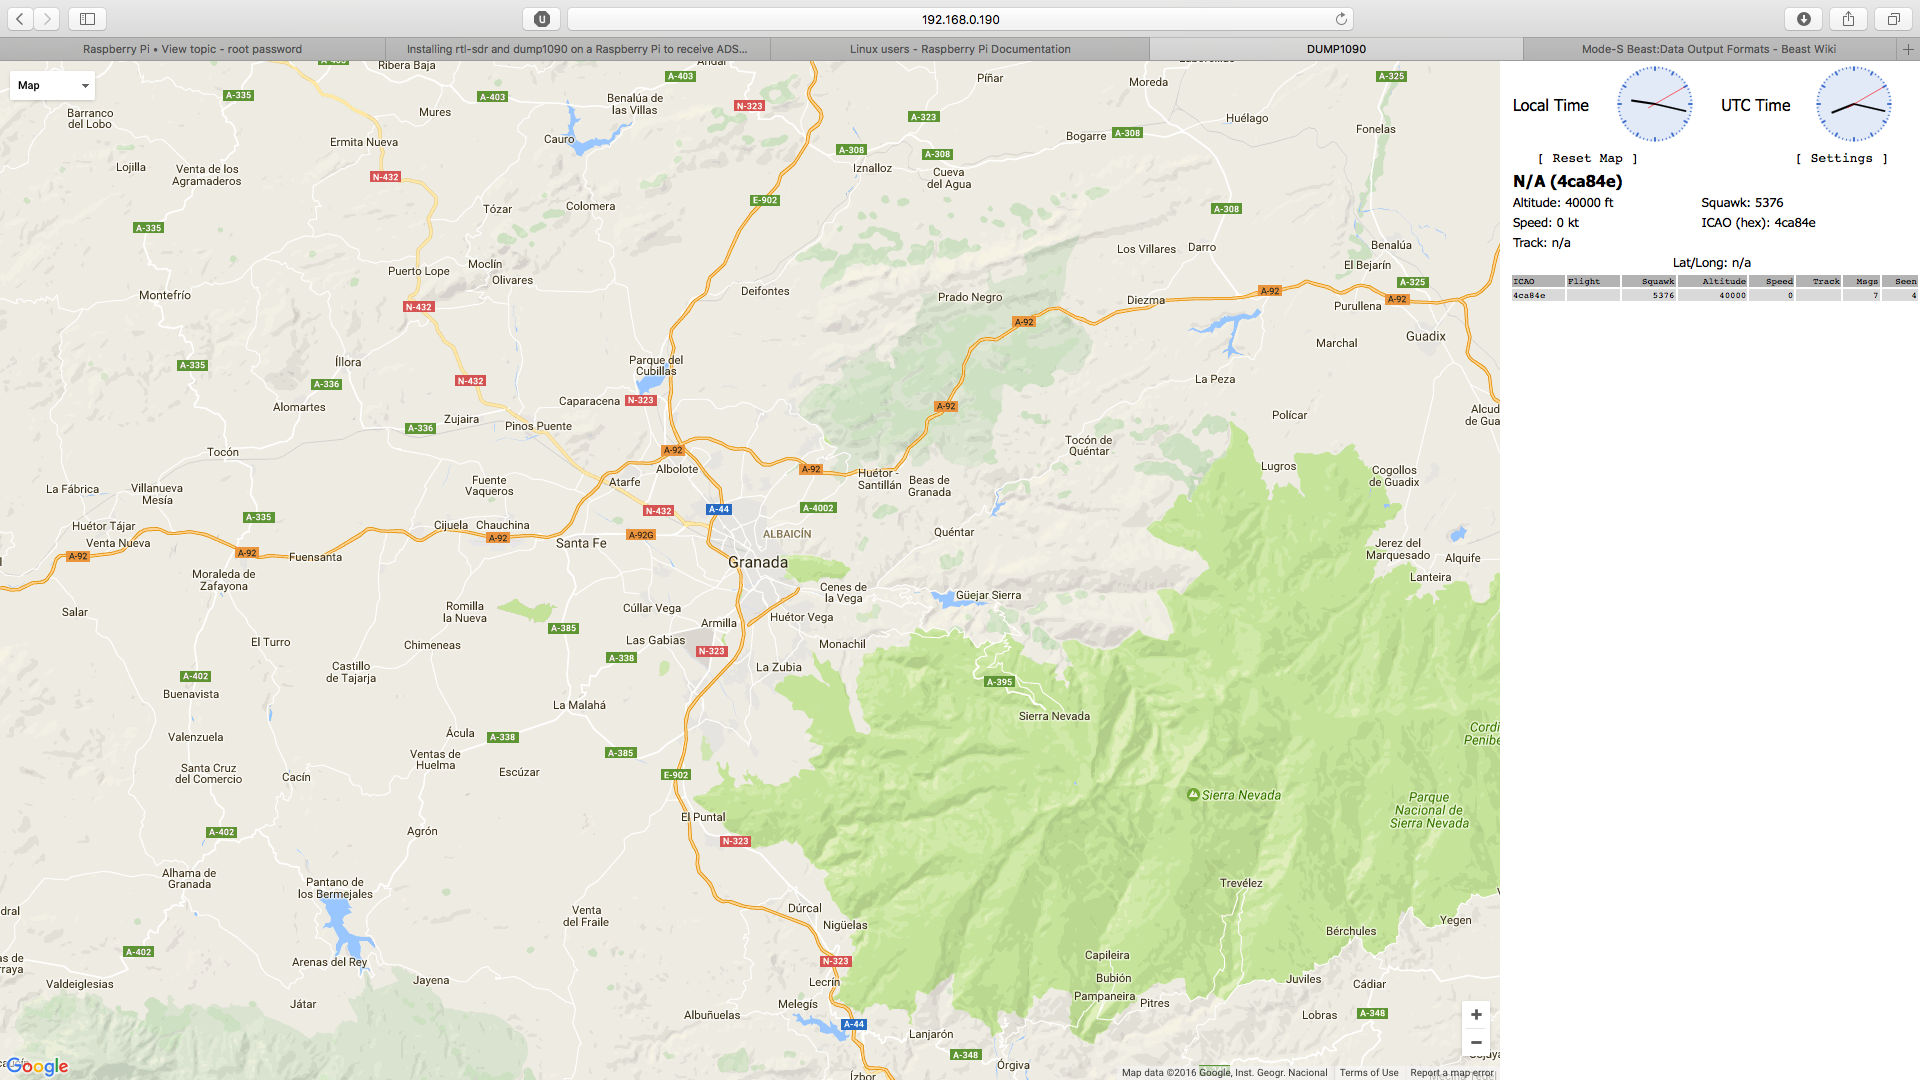 192.168.0.190
Raspberry Pi • View topic - root password
Installing rtl-sdr and dump1090 on a Raspberry Pi to receive ADS...
Linux users - Raspberry Pi Documentation
DUMP1090
Mode-S Beast:Data Output Formats - Beast Wiki
Map
Local Time
UTC Time
[ Reset Map ]
[ Settings ]
N/A (4ca84e)
Altitude: 40000 ft
Squawk: 5376
Speed: 0 kt
ICAO (hex): 4ca84e
Track: n/a
Lat/Long: n/a
ICAO Flight Squawk Altitude Speed Track Msgs Seen
4ca84e 5376 40000 0 7 4
Ribera Baja
A-403
Píñar
Moreda
A-325
A-335
A-403
Benalúa de
las Villas
N-323
Barranco
del Lobo
Mures
A-323
Huélago
Fonelas
Ermita Nueva
Cauro
Bogarre
A-308
Lojilla
Venta de los
Agramaderos
N-432
A-308
Iznalloz
A-308
Cueva
del Agua
E-902
Tózar
Colomera
A-308
A-335
Los Villares
Darro
Benalúa
Puerto Lope
Moclín
Olivares
El Bejarín
A-325
Montefrío
Deifontes
Prado Negro
Diezma
A-92
A-92
Purullena
N-432
A-92
Guadix
Marchal
A-335
Íllora
Parque del
Cubillas
La Peza
A-336
N-432
Caparacena
N-323
A-92
Alomartes
Zujaira
A-336
Pinos Puente
Polícar
Alcud
de Gua
Tocón
A-92
Albolote
A-92
Huétor -
Santillán
Beas de
Granada
Tocón de
Quéntar
Lugros
Cogollos
de Guadix
La Fábrica
Villanueva
Mesía
Fuente
Vaqueros
Atarfe
A-335
N-432
A-44
A-4002
Huétor Tájar
Venta Nueva
Cijuela
Chauchina
A-92
Santa Fe
A-92G
ALBAICÍN
Quéntar
A-92
A-92
Fuensanta
Granada
Jerez del
Marquesado
Alquife
Lanteira
Moraleda de
Zafayona
Cenes de
la Vega
Güejar Sierra
Salar
Romilla
la Nueva
Cúllar Vega
Armilla
Huétor Vega
A-385
El Turro
Chimeneas
Las Gabias
N-323
Monachil
A-338
La Zubia
Castillo
de Tajarja
A-402
Buenavista
A-395
La Malahá
Sierra Nevada
Valenzuela
Ácula
A-338
A-385
Ventas de
Huelma
Cordi
Penibe
Santa Cruz
del Comercio
Cacín
Escúzar
E-902
Sierra Nevada
Parque
Nacional de
Sierra Nevada
El Puntal
A-402
Agrón
N-323
Alhama de
Granada
Pantano de
los Bermejales
Trevélez
dral
Venta
del Fraile
Dúrcal
Nigüelas
Yegen
Bérchules
A-402
as de
rraya
Arenas del Rey
N-323
Capileira
Valdeiglesias
Jayena
Lecrín
Bubión
Juviles
Cádiar
Játar
Melegís
Pampaneira
Pitres
Albuñuelas
A-44
Lobras
A-348
Lanjarón
A-348
Órgiva
Ízbor
Google
Map data ©2016 Google, Inst. Geogr. Nacional
Terms of Use
Report a map error